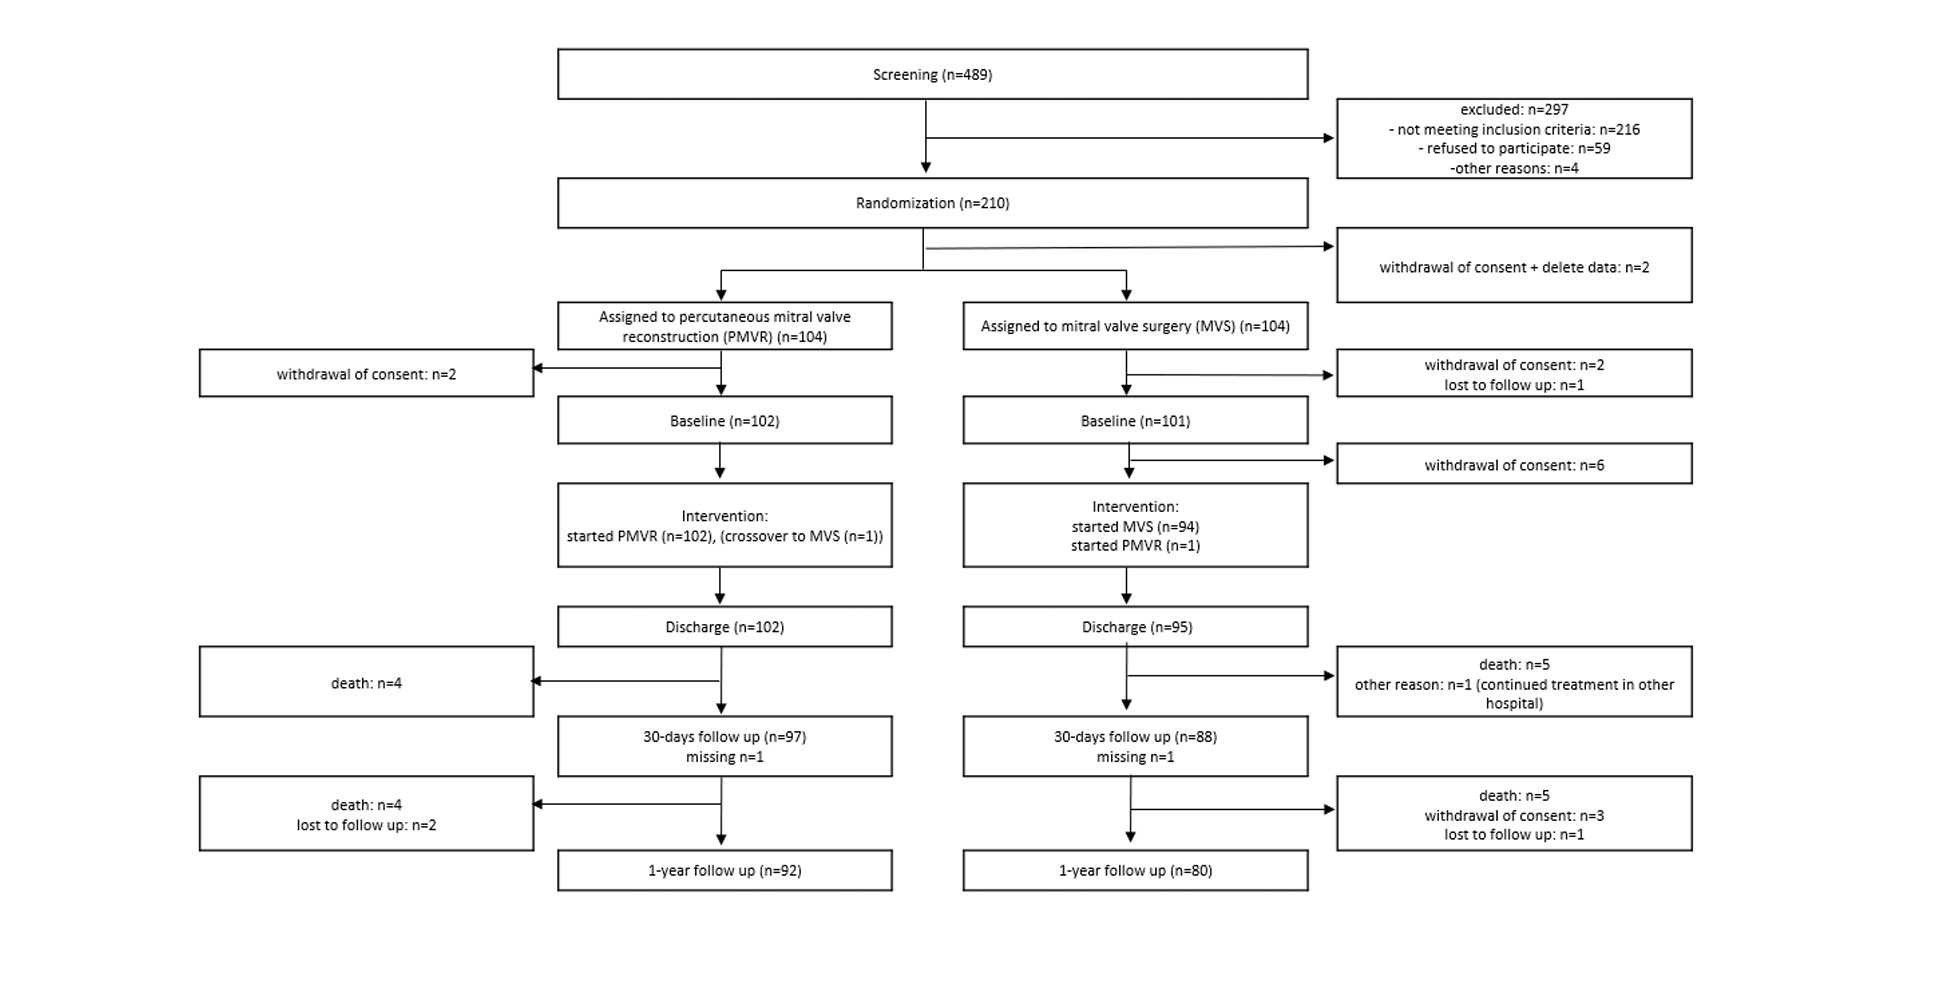 Screening (n=489)
excluded: n=297
- not meeting inclusion criteria: n=216
- refused to participate: n=59
-other reasons: n=4
Randomization (n=210)
withdrawal of consent + delete data: n=2
Assigned to percutaneous mitral valve
reconstruction (PMVR) (n=104)
Assigned to mitral valve surgery (MVS) (n=104)
withdrawal of consent: n=2
withdrawal of consent: n=2
lost to follow up: n=1
Baseline (n=102)
Baseline (n=101)
withdrawal of consent: n=6
Intervention:
started PMVR (n=102), (crossover to MVS (n=1))
Intervention:
started MVS (n=94)
started PMVR (n=1)
Discharge (n=102)
Discharge (n=95)
death: n=4
death: n=5
other reason: n=1 (continued treatment in other
hospital)
30-days follow up (n=97)
missing n=1
30-days follow up (n=88)
missing n=1
death: n=4
lost to follow up: n=2
death: n=5
withdrawal of consent: n=3
lost to follow up: n=1
1-year follow up (n=92)
1-year follow up (n=80)